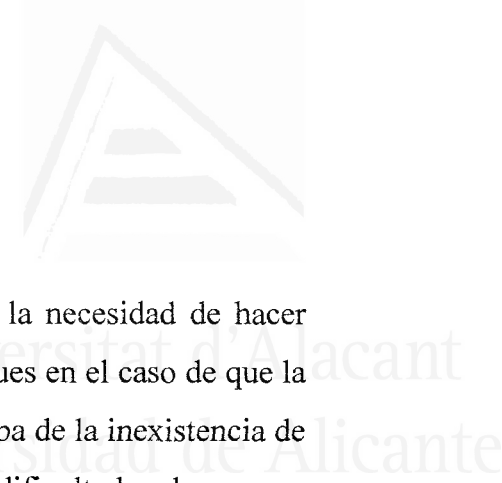 la necesidad de hacer
ersitat d'Alacant
ues en el caso de que la
ba de la inexistencia de
sidad de Alicante